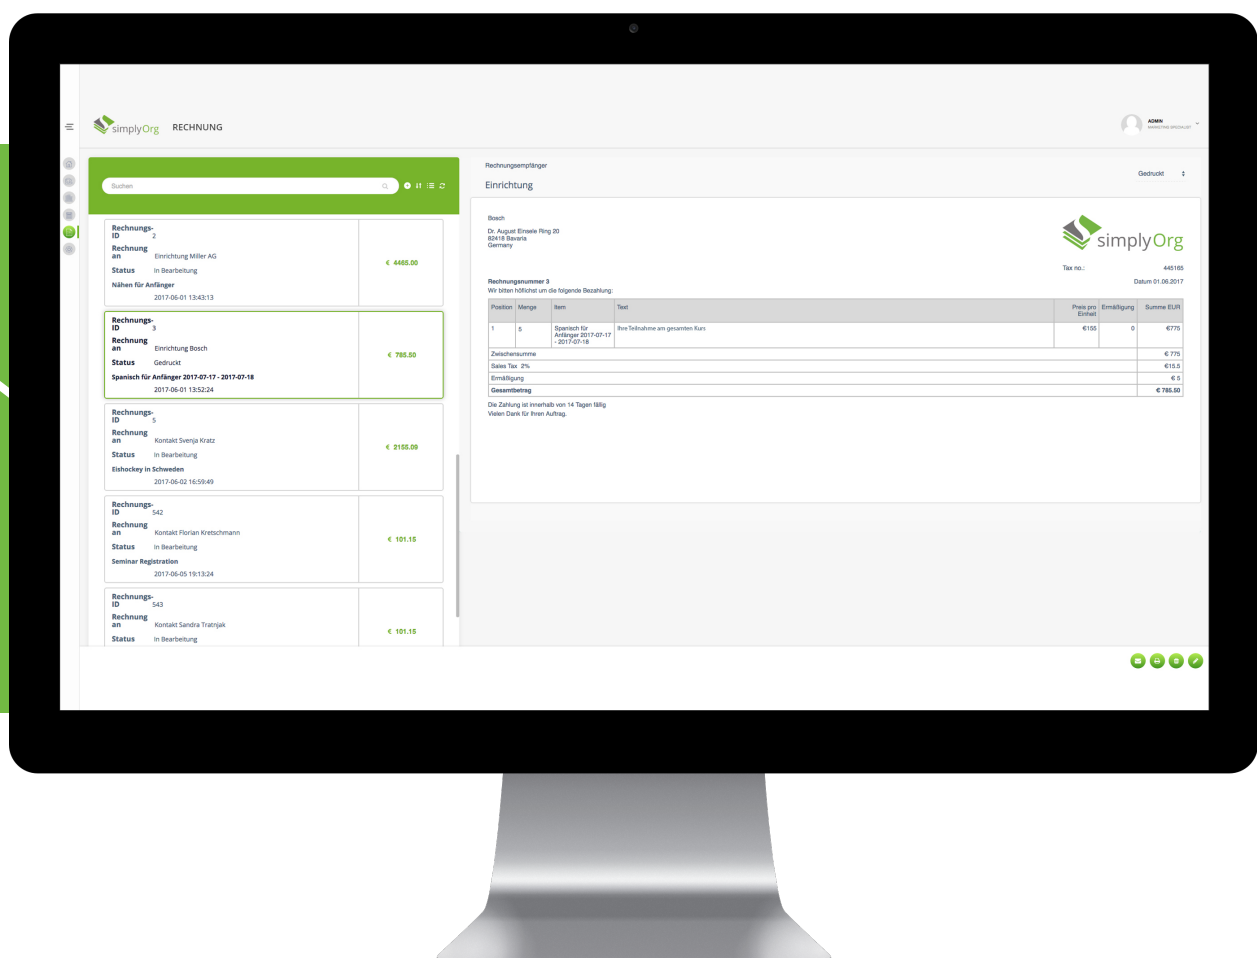 simplyOrg RECHNUNG
ADMIN
MARKETING SPECIALIST
Suchen
Rechnungs-
ID 2
Rechnung
an Einrichtung Miller AG
Status In Bearbeitung
Nähen für Anfänger
2017-06-01 13:43:13
€ 4465.00
Rechnungs-
ID 3
Rechnung
an Einrichtung Bosch
Status Gedruckt
Spanisch für Anfänger 2017-07-17 - 2017-07-18
2017-06-01 13:52:24
€ 785.50
Rechnungs-
ID 5
Rechnung
an Kontakt Svenja Kratz
Status In Bearbeitung
Eishockey in Schweden
2017-06-02 16:59:49
€ 2155.09
Rechnungs-
ID 542
Rechnung
an Kontakt Florian Kretschmann
Status In Bearbeitung
Seminar Registration
2017-06-05 19:13:24
€ 101.15
Rechnungs-
ID 543
Rechnung
an Kontakt Sandra Tratnjak
Status In Bearbeitung
€ 101.15
Rechnungsempfänger
Einrichtung
Gedruckt
Bosch
Dr. August Einsele Ring 20
82418 Bavaria
Germany
simplyOrg
Tax no.: 445165
Rechnungsnummer 3 Datum 01.06.2017
Wir bitten höflichst um die folgende Bezahlung:
Position Menge Item Text Preis pro Einheit Ermäßigung Summe EUR
1 5 Spanisch für Ihre Teilnahme am gesamten Kurs €155 0 €775
Anfänger 2017-07-17
- 2017-07-18
Zwischensumme € 775
Sales Tax 2% €15.5
Ermäßigung € 5
Gesamtbetrag € 785.50
Die Zahlung ist innerhalb von 14 Tagen fällig
Vielen Dank für Ihren Auftrag.